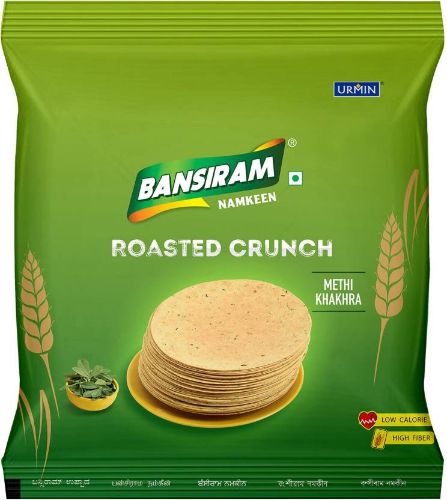 URMIN
®
BANSIRAM
NAMKEEN
ROASTED CRUNCH
METHI
KHAKHRA
LOW CALORIE
HIGH FIBER